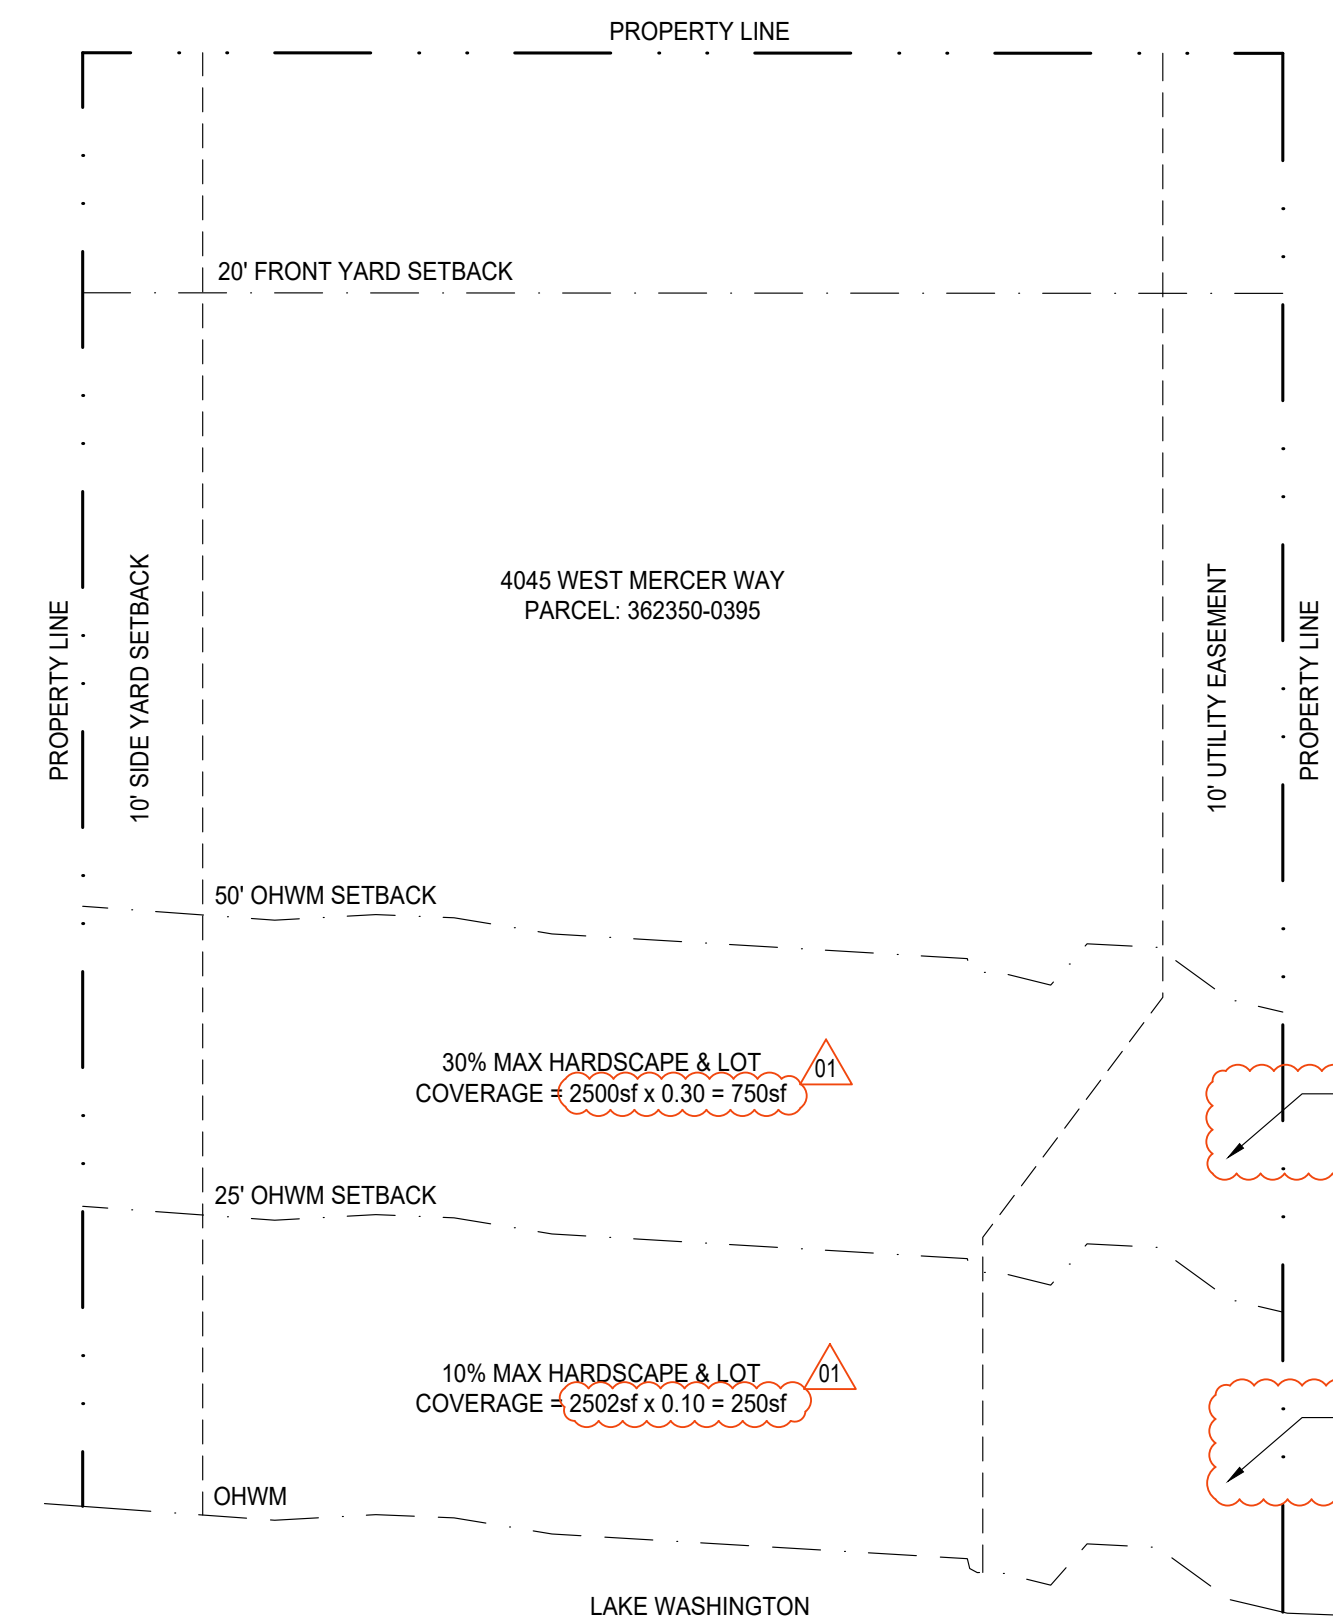 PROPERTY LINE
20' FRONT YARD SETBACK
4045 WEST MERCER WAY
PARCEL: 362350-0395
PROPERTY LINE
10' SIDE YARD SETBACK
10' UTILITY EASEMENT
PROPERTY LINE
50' OHWM SETBACK
30% MAX HARDSCAPE & LOT
COVERAGE = 2500sf x 0.30 = 750sf
01
25' OHWM SETBACK
10% MAX HARDSCAPE & LOT
COVERAGE = 2502sf x 0.10 = 250sf
01
OHWM
LAKE WASHINGTON